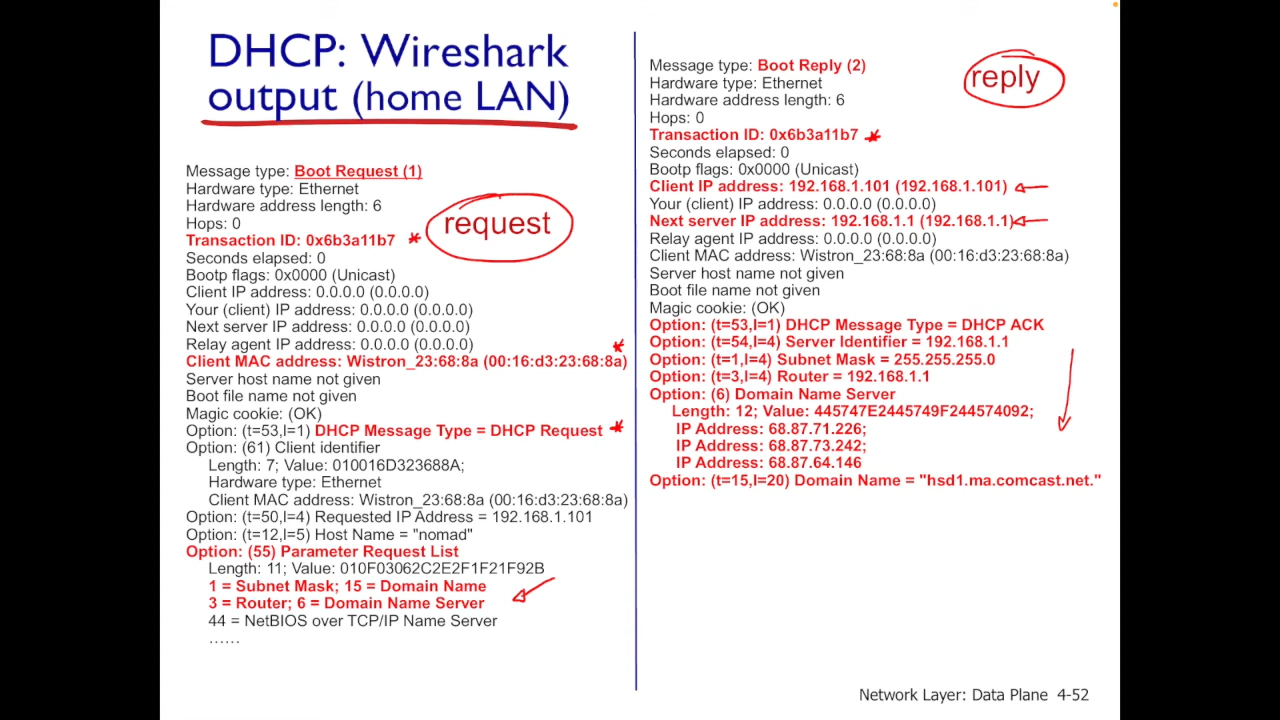 DHCP: Wireshark
output (home LAN)
Message type: Boot Request (1)
Hardware type: Ethernet
Hardware address length: 6
Hops: 0
request
Transaction ID: 0x6b3a11b7
Seconds elapsed: 0
Bootp flags: 0x0000 (Unicast)
Client IP address: 0.0.0.0 (0.0.0.0)
Your (client) IP address: 0.0.0.0 (0.0.0.0)
Next server IP address: 0.0.0.0 (0.0.0.0)
Relay agent IP address: 0.0.0.0 (0.0.0.0)
Client MAC address: Wistron_23:68:8a (00:16:d3:23:68:8a)
Server host name not given
Boot file name not given
Magic cookie: (OK)
Option: (t=53,l=1) DHCP Message Type = DHCP Request
Option: (61) Client identifier
Length: 7; Value: 010016D323688A;
Hardware type: Ethernet
Client MAC address: Wistron_23:68:8a (00:16:d3:23:68:8a)
Option: (t=50,l=4) Requested IP Address = 192.168.1.101
Option: (t=12,l=5) Host Name = "nomad"
Option: (55) Parameter Request List
Length: 11; Value: 010F03062C2E2F1F21F92B
1 = Subnet Mask; 15 = Domain Name
3 = Router; 6 = Domain Name Server
44 = NetBIOS over TCP/IP Name Server
……
Message type: Boot Reply (2)
reply
Hardware type: Ethernet
Hardware address length: 6
Hops: 0
Transaction ID: 0x6b3a11b7
Seconds elapsed: 0
Bootp flags: 0x0000 (Unicast)
Client IP address: 192.168.1.101 (192.168.1.101)
Your (client) IP address: 0.0.0.0 (0.0.0.0)
Next server IP address: 192.168.1.1 (192.168.1.1)
Relay agent IP address: 0.0.0.0 (0.0.0.0)
Client MAC address: Wistron_23:68:8a (00:16:d3:23:68:8a)
Server host name not given
Boot file name not given
Magic cookie: (OK)
Option: (t=53,l=1) DHCP Message Type = DHCP ACK
Option: (t=54,l=4) Server Identifier = 192.168.1.1
Option: (t=1,l=4) Subnet Mask = 255.255.255.0
Option: (t=3,l=4) Router = 192.168.1.1
Option: (6) Domain Name Server
Length: 12; Value: 445747E2445749F244574092;
IP Address: 68.87.71.226;
IP Address: 68.87.73.242;
IP Address: 68.87.64.146
Option: (t=15,l=20) Domain Name = "hsd1.ma.comcast.net."
Network Layer: Data Plane 4-52